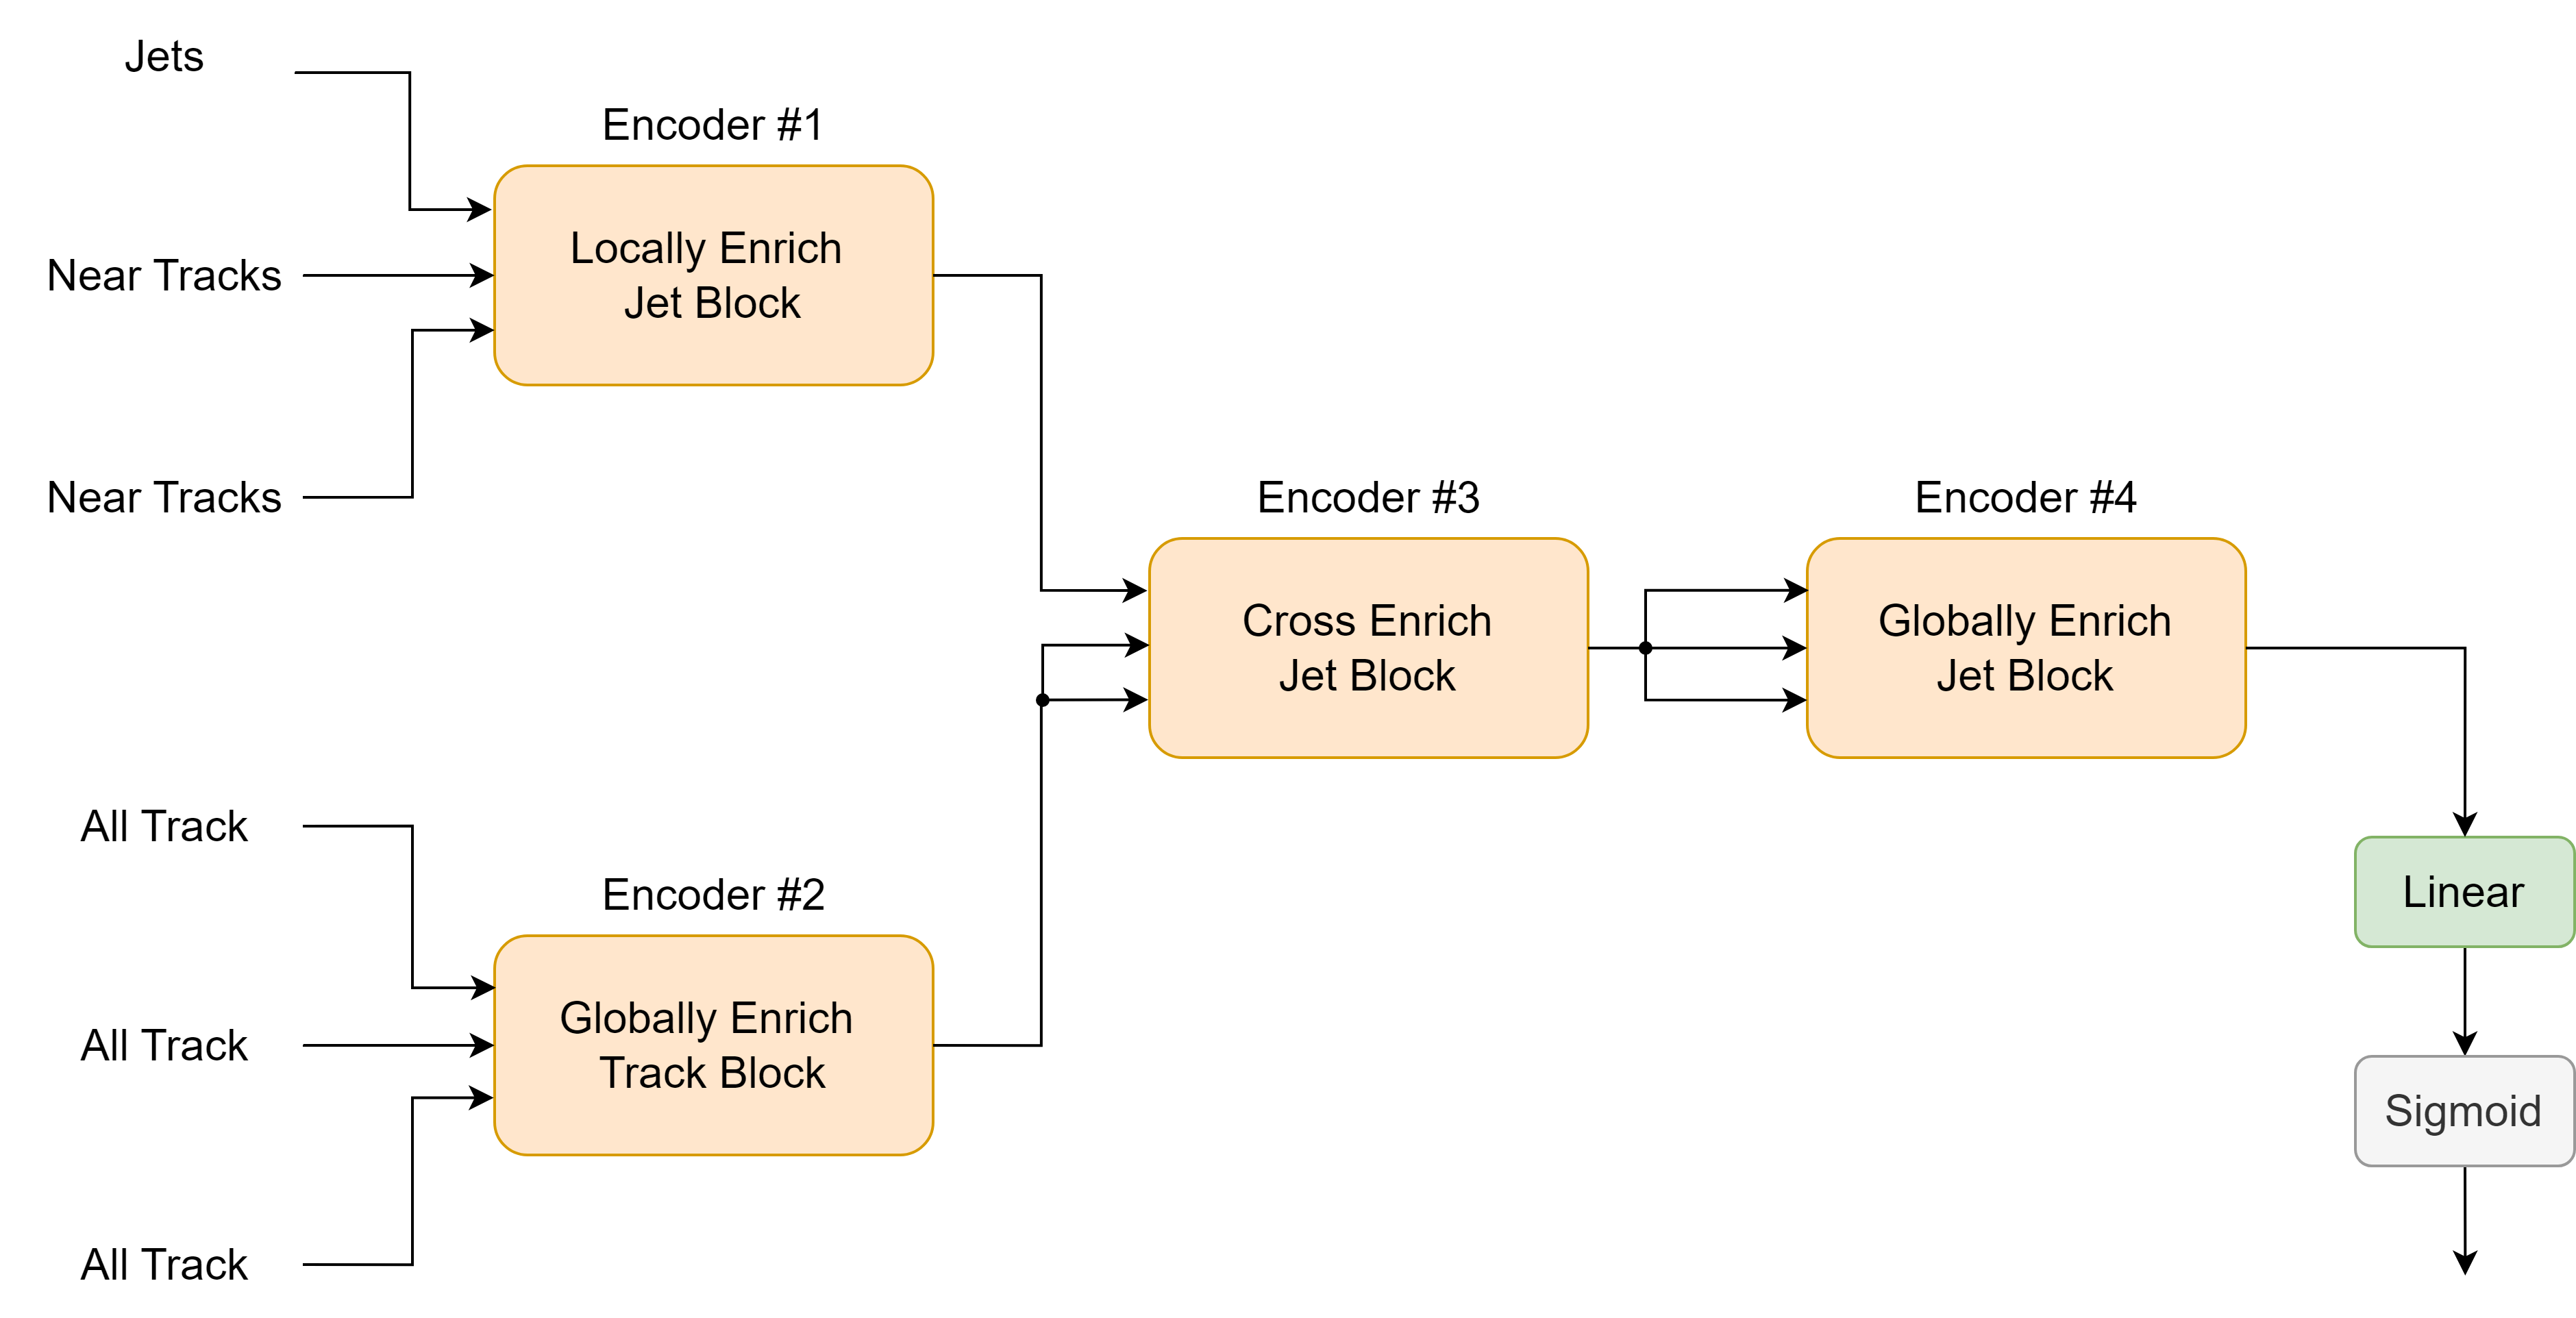 Jets
Encoder #1
Locally Enrich
Jet Block
Near Tracks
Near Tracks
Encoder #3
Cross Enrich
Jet Block
Encoder #4
Globally Enrich
Jet Block
All Track
Encoder #2
Globally Enrich
Track Block
All Track
All Track
Linear
Sigmoid